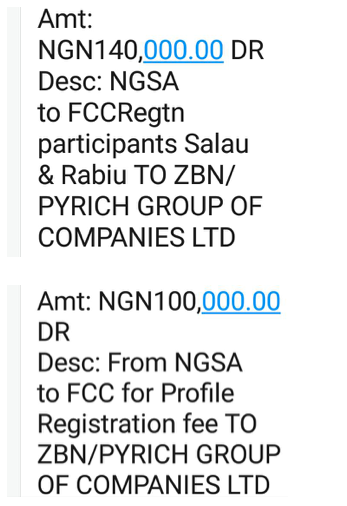 Amt:
NGN140,000.00 DR
Desc: NGSA
to FCCRegtn
participants Salau
& Rabiu TO ZBN/
PYRICH GROUP OF
COMPANIES LTD
Amt: NGN100,000.00
DR
Desc: From NGSA
to FCC for Profile
Registration fee TO
ZBN/PYRICH GROUP
OF COMPANIES LTD